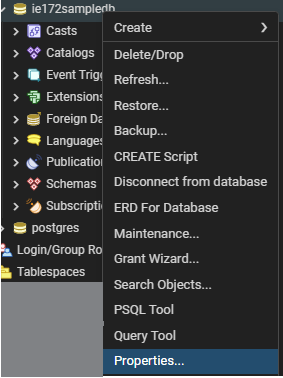 ie172sampledb
Casts
Catalogs
Event Trigg
Extensions
Foreign Da
Languages
Publication
Schemas
Subscriptio
postgres
Login/Group Ro
Tablespaces
Create
Delete/Drop
Refresh...
Restore...
Backup...
CREATE Script
Disconnect from database
ERD For Database
Maintenance...
Grant Wizard...
Search Objects...
PSQL Tool
Query Tool
Properties...